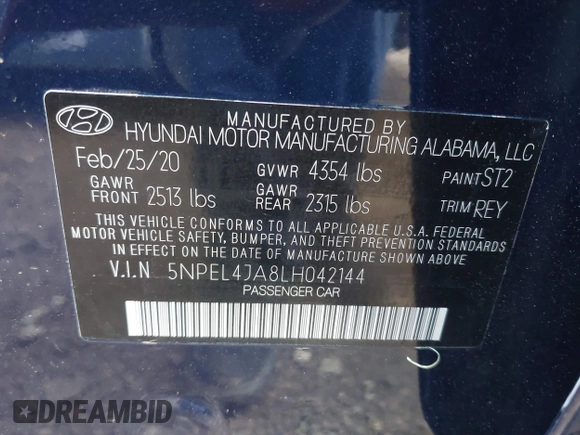 MANUFACTURED BY
HYUNDAI MOTOR MANUFACTURING ALABAMA, LLC
Feb/25/20 GVWR 4354 lbs PAINT ST2
GAWR FRONT 2513 lbs GAWR REAR 2315 lbs TRIM REY
THIS VEHICLE CONFORMS TO ALL APPLICABLE U.S.A. FEDERAL
MOTOR VEHICLE SAFETY, BUMPER, AND THEFT PREVENTION STANDARDS
IN EFFECT ON THE DATE OF MANUFACTURE SHOWN ABOVE.
V.I.N 5NPEL4JA8LH042144
PASSENGER CAR
DREAMBID